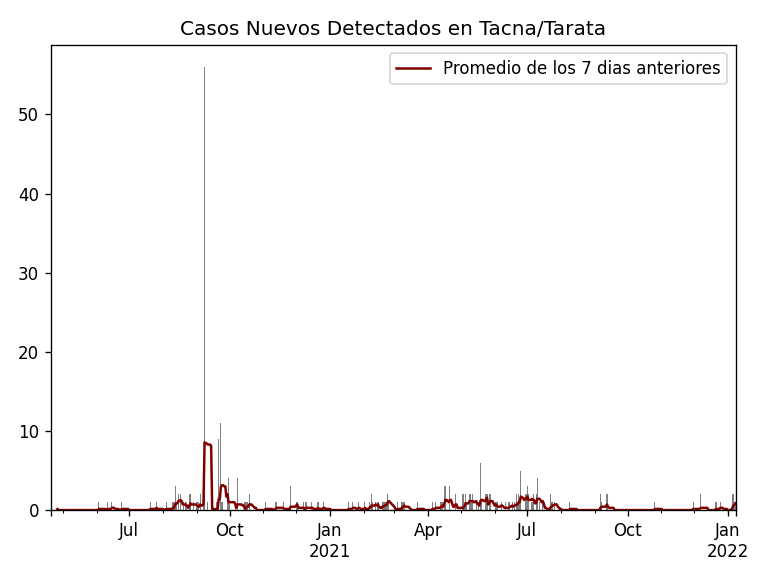 Casos Nuevos Detectados en Tacna/Tarata
Promedio de los 7 dias anteriores
50
40
30
20
10
0
Jul Oct Jan Apr Jul Oct Jan
2021 2022